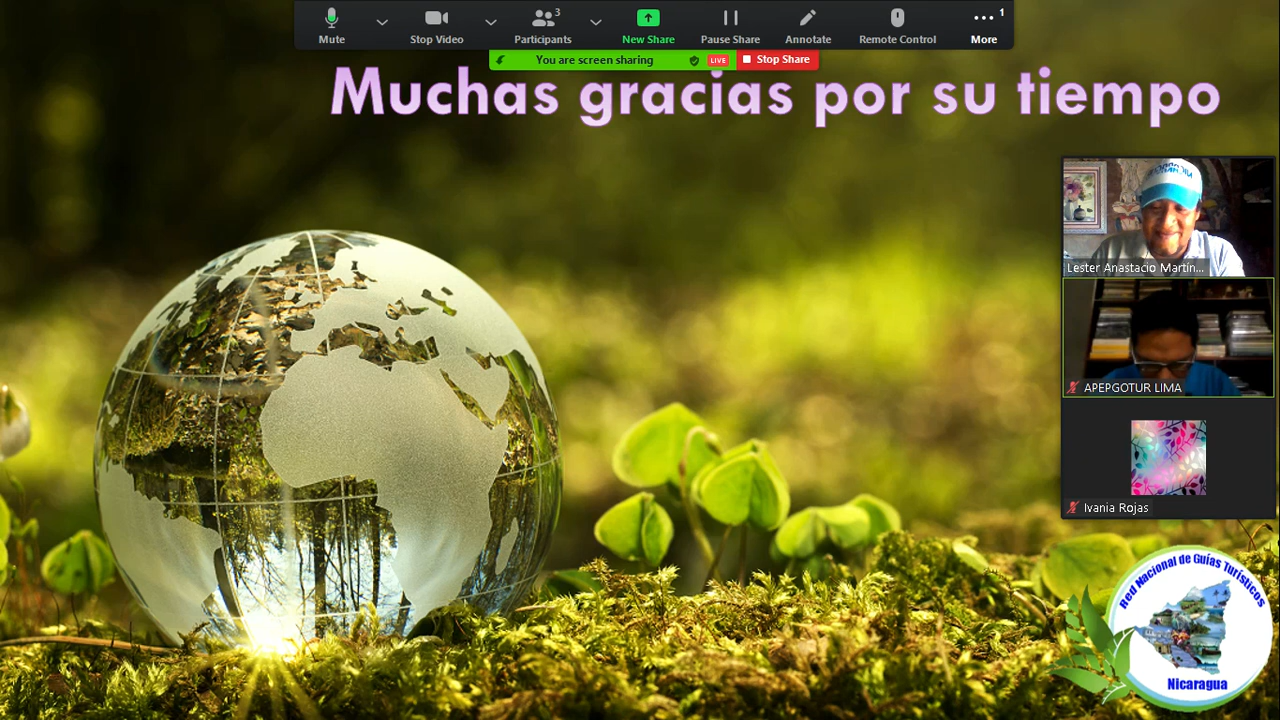 3
1
Mute
Stop Video
Participants
New Share
Pause Share
Annotate
Remote Control
More
You are screen sharing
LIVE
Stop Share
Muchas gracias por su tiempo
Lester Anastacio Martín...
APEPGOTUR LIMA
Ivania Rojas
Red Nacional de Guías Turísticos
Nicaragua